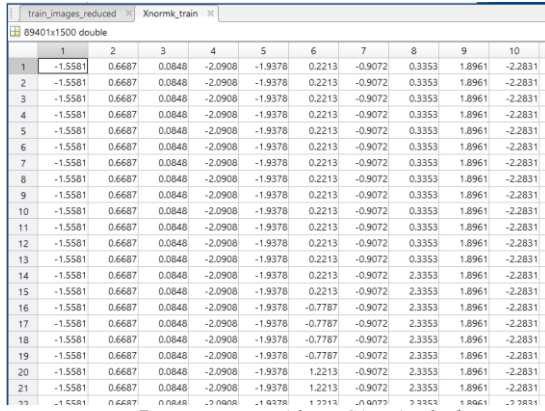 train_images_reduced × Xnormk_train ×
89401x1500 double
1 2 3 4 5 6 7 8 9 10
1 -1.5581 0.6687 0.0848 -2.0908 -1.9378 0.2213 -0.9072 0.3353 1.8961 -2.2831
2 -1.5581 0.6687 0.0848 -2.0908 -1.9378 0.2213 -0.9072 0.3353 1.8961 -2.2831
3 -1.5581 0.6687 0.0848 -2.0908 -1.9378 0.2213 -0.9072 0.3353 1.8961 -2.2831
4 -1.5581 0.6687 0.0848 -2.0908 -1.9378 0.2213 -0.9072 0.3353 1.8961 -2.2831
5 -1.5581 0.6687 0.0848 -2.0908 -1.9378 0.2213 -0.9072 0.3353 1.8961 -2.2831
6 -1.5581 0.6687 0.0848 -2.0908 -1.9378 0.2213 -0.9072 0.3353 1.8961 -2.2831
7 -1.5581 0.6687 0.0848 -2.0908 -1.9378 0.2213 -0.9072 0.3353 1.8961 -2.2831
8 -1.5581 0.6687 0.0848 -2.0908 -1.9378 0.2213 -0.9072 0.3353 1.8961 -2.2831
9 -1.5581 0.6687 0.0848 -2.0908 -1.9378 0.2213 -0.9072 0.3353 1.8961 -2.2831
10 -1.5581 0.6687 0.0848 -2.0908 -1.9378 0.2213 -0.9072 0.3353 1.8961 -2.2831
11 -1.5581 0.6687 0.0848 -2.0908 -1.9378 0.2213 -0.9072 0.3353 1.8961 -2.2831
12 -1.5581 0.6687 0.0848 -2.0908 -1.9378 0.2213 -0.9072 0.3353 1.8961 -2.2831
13 -1.5581 0.6687 0.0848 -2.0908 -1.9378 0.2213 -0.9072 0.3353 1.8961 -2.2831
14 -1.5581 0.6687 0.0848 -2.0908 -1.9378 0.2213 -0.9072 2.3353 1.8961 -2.2831
15 -1.5581 0.6687 0.0848 -2.0908 -1.9378 0.2213 -0.9072 2.3353 1.8961 -2.2831
16 -1.5581 0.6687 0.0848 -2.0908 -1.9378 -0.7787 -0.9072 2.3353 1.8961 -2.2831
17 -1.5581 0.6687 0.0848 -2.0908 -1.9378 -0.7787 -0.9072 2.3353 1.8961 -2.2831
18 -1.5581 0.6687 0.0848 -2.0908 -1.9378 -0.7787 -0.9072 2.3353 1.8961 -2.2831
19 -1.5581 0.6687 0.0848 -2.0908 -1.9378 -0.7787 -0.9072 2.3353 1.8961 -2.2831
20 -1.5581 0.6687 0.0848 -2.0908 -1.9378 1.2213 -0.9072 2.3353 1.8961 -2.2831
21 -1.5581 0.6687 0.0848 -2.0908 -1.9378 1.2213 -0.9072 2.3353 1.8961 -2.2831
22 -1.5581 0.6687 0.0848 -2.0908 -1.9378 1.2213 -0.9072 2.3353 1.8961 -2.2831